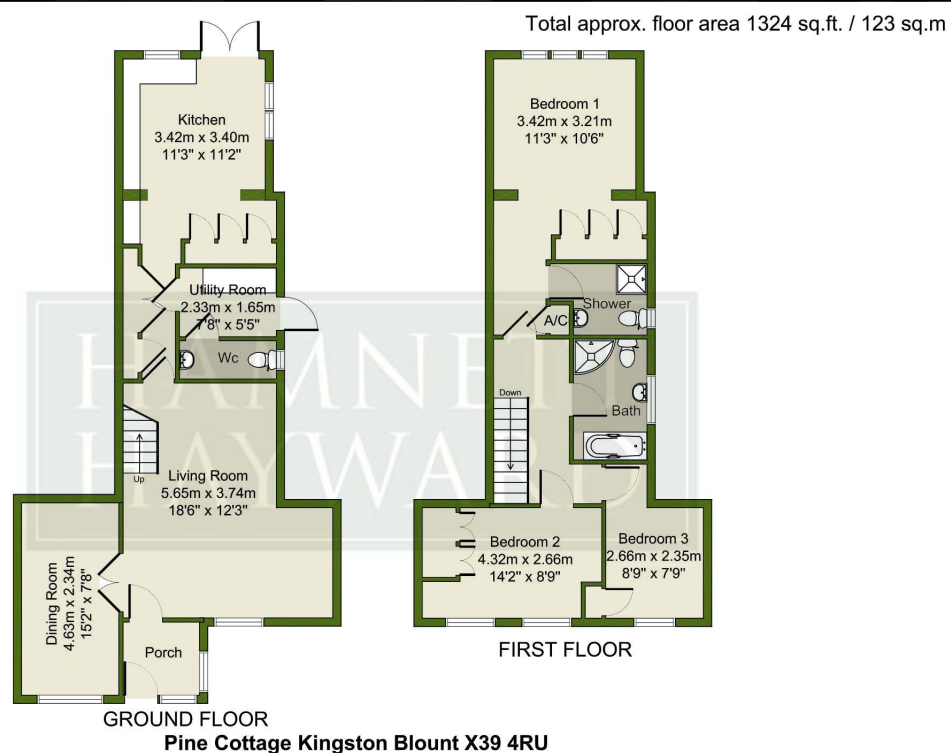 Total approx. floor area 1324 sq.ft. / 123 sq.m
Kitchen
3.42m x 3.40m
11'3" x 11'2"
Utility Room
2.33m x 1.65m
7'8" x 5'5"
Wc
Up
Living Room
5.65m x 3.74m
18'6" x 12'3"
Dining Room
4.63m x 2.34m
15'2" x 7'8"
Porch
GROUND FLOOR
Bedroom 1
3.42m x 3.21m
11'3" x 10'6"
Shower
A/C
Down
Bath
Bedroom 2
4.32m x 2.66m
14'2" x 8'9"
Bedroom 3
2.66m x 2.35m
8'9" x 7'9"
FIRST FLOOR
HAMNETT
HAYWARD
Pine Cottage Kingston Blount X39 4RU